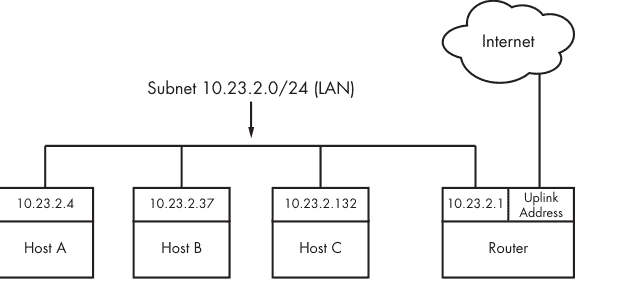 Internet
Subnet 10.23.2.0/24 (LAN)
10.23.2.4
10.23.2.37
10.23.2.132
10.23.2.1
Uplink
Address
Host A
Host B
Host C
Router